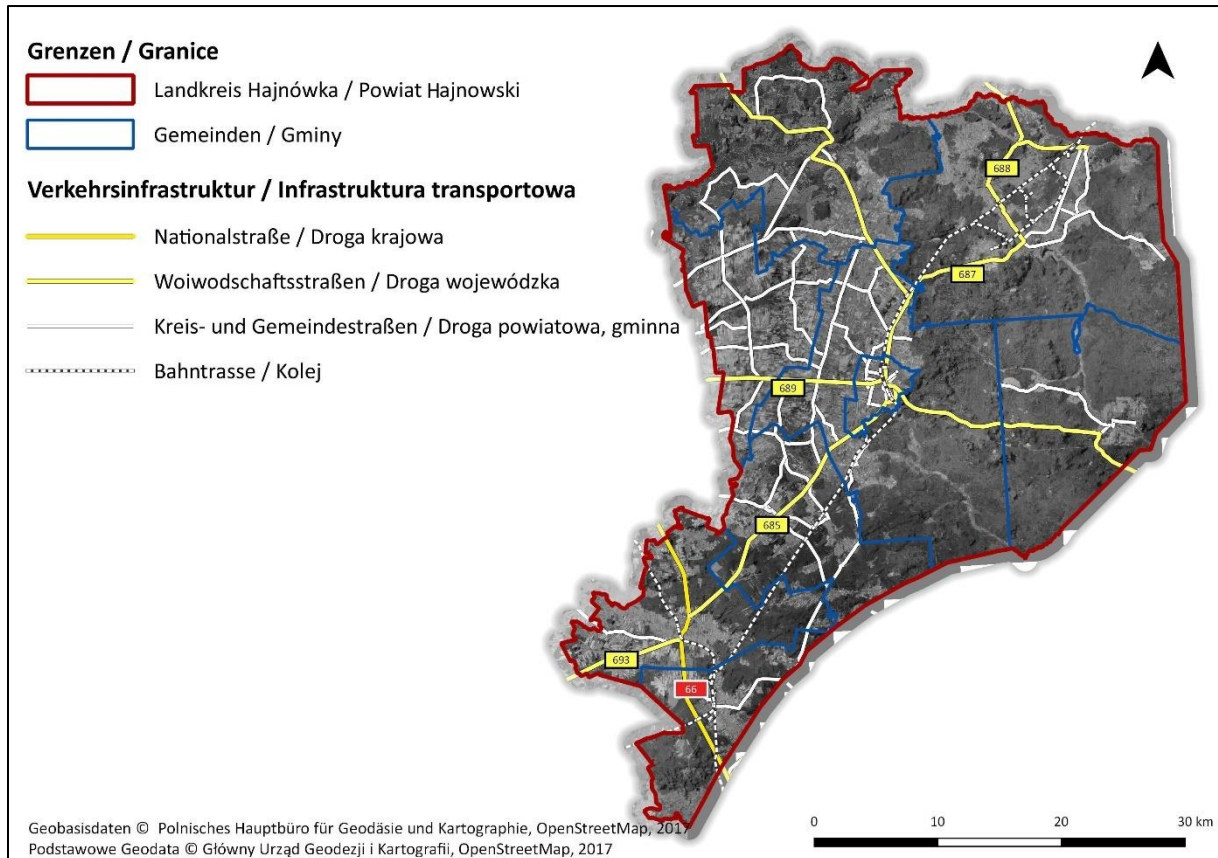 Grenzen / Granice
Landkreis Hajnówka / Powiat Hajnowski
Gemeinden / Gminy
Verkehrsinfrastruktur / Infrastruktura transportowa
Nationalstraße / Droga krajowa
Woiwodschaftsstraßen / Droga wojewódzka
Kreis- und Gemeindestraßen / Droga powiatowa, gminna
Bahntrasse / Kolej
688
687
689
685
693
66
Geobasisdaten © Polnisches Hauptbüro für Geodäsie und Kartographie, OpenStreetMap, 2017
Podstawowe Geodata © Główny Urząd Geodezji i Kartografii, OpenStreetMap, 2017
0 10 20 30 km